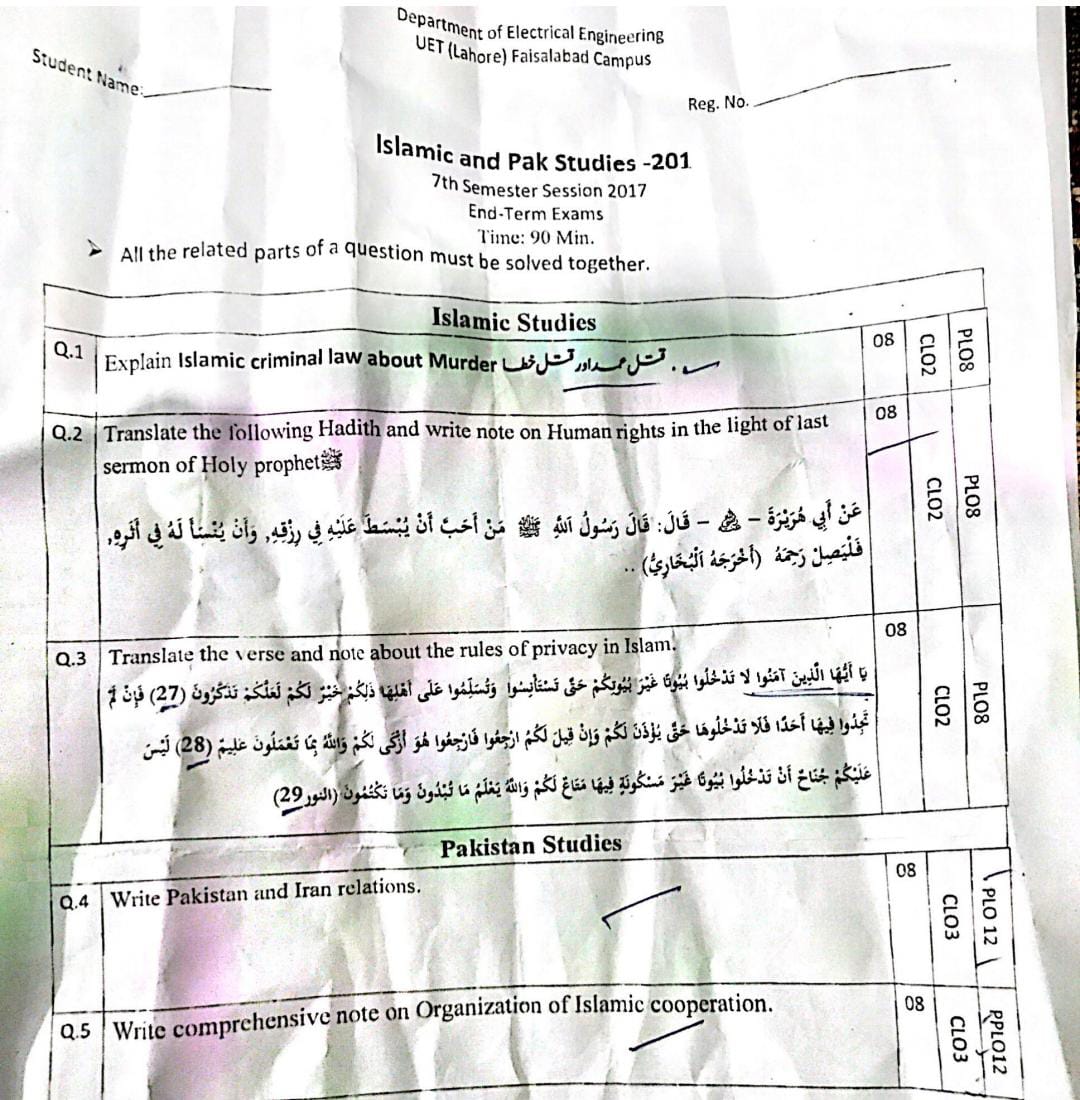 Department of Electrical Engineering
UET (Lahore) Faisalabad Campus
Student Name:
Reg. No.
Islamic and Pak Studies -201
7th Semester Session 2017
End-Term Exams
Time: 90 Min.
➤ All the related parts of a question must be solved together.
Islamic Studies
Q.1 Explain Islamic criminal law about Murder قتل عمد اور قتل خطا . 08 CLO2 PLO8
Q.2 Translate the following Hadith and write note on Human rights in the light of last 08 CLO2 PLO8
sermon of Holy prophetﷺ
عَنْ أَبِي هُرَيْرَةَ - رضي الله عنه - قَالَ: قَالَ رَسُولُ اَللَّهِ ﷺ مَنْ أَحَبَّ أَنْ يُبْسَطَ عَلَيْهِ فِي رِزْقِهِ, وَأَنْ يُنْسَأَ لَهُ فِي أَثَرِهِ,
فَلْيَصِلْ رَحِمَهُ (أَخْرَجَهُ اَلْبُخَارِيُّ) ..
Q.3 Translate the verse and note about the rules of privacy in Islam. 08 CLO2 PLO8
يَا أَيُّهَا الَّذِينَ آمَنُوا لَا تَدْخُلُوا بُيُوتًا غَيْرَ بُيُوتِكُمْ حَتَّى تَسْتَأْنِسُوا وَتُسَلِّمُوا عَلَى أَهْلِهَا ذَلِكُمْ خَيْرٌ لَكُمْ لَعَلَّكُمْ تَذَكَّرُونَ (27) فَإِنْ لَمْ
تَجِدُوا فِيهَا أَحَدًا فَلَا تَدْخُلُوهَا حَتَّى يُؤْذَنَ لَكُمْ وَإِنْ قِيلَ لَكُمُ ارْجِعُوا فَارْجِعُوا هُوَ أَزْكَى لَكُمْ وَاللَّهُ بِمَا تَعْمَلُونَ عَلِيمٌ (28) لَيْسَ
عَلَيْكُمْ جُنَاحٌ أَنْ تَدْخُلُوا بُيُوتًا غَيْرَ مَسْكُونَةٍ فِيهَا مَتَاعٌ لَكُمْ وَاللَّهُ يَعْلَمُ مَا تُبْدُونَ وَمَا تَكْتُمُونَ (النور 29)
Pakistan Studies
Q.4 Write Pakistan and Iran relations. 08 CLO3 PLO 12
Q.5 Write comprehensive note on Organization of Islamic cooperation. 08 CLO3 PPLO12